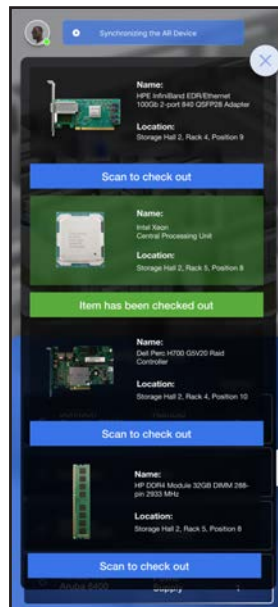 Synchronizing the AR Device
Name:
HPE InfiniBand EDR/Ethernet
100Gb 2-port 840 QSFP28 Adapter
Location:
Storage Hall 2, Rack 4, Position 9
Scan to check out
Name:
Intel Xeon
Central Processing Unit
Location:
Storage Hall 2, Rack 5, Position 8
Item has been checked out
Name:
Dell Perc H700 G5V20 Raid
Controller
Location:
Storage Hall 2, Rack 4, Position 10
Scan to check out
Name:
HP DDR4 Module 32GB DIMM 288-
pin 2933 MHz
Location:
Storage Hall 2, Rack 5, Position 8
Scan to check out
Aruba 6400
Supply